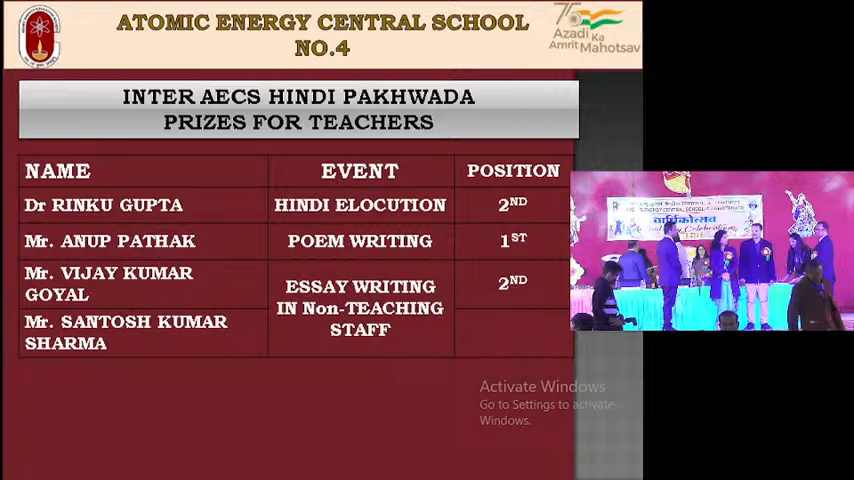 ATOMIC ENERGY CENTRAL SCHOOL
NO.4
Azadi Ka
Amrit Mahotsav
INTER AECS HINDI PAKHWADA
PRIZES FOR TEACHERS
NAME EVENT POSITION
Dr RINKU GUPTA HINDI ELOCUTION 2ND
Mr. ANUP PATHAK POEM WRITING 1ST
Mr. VIJAY KUMAR
GOYAL
ESSAY WRITING
IN Non-TEACHING
STAFF
2ND
Mr. SANTOSH KUMAR
SHARMA
वार्षिकोत्सव
Activate Windows
Go to Settings to activate
Windows.